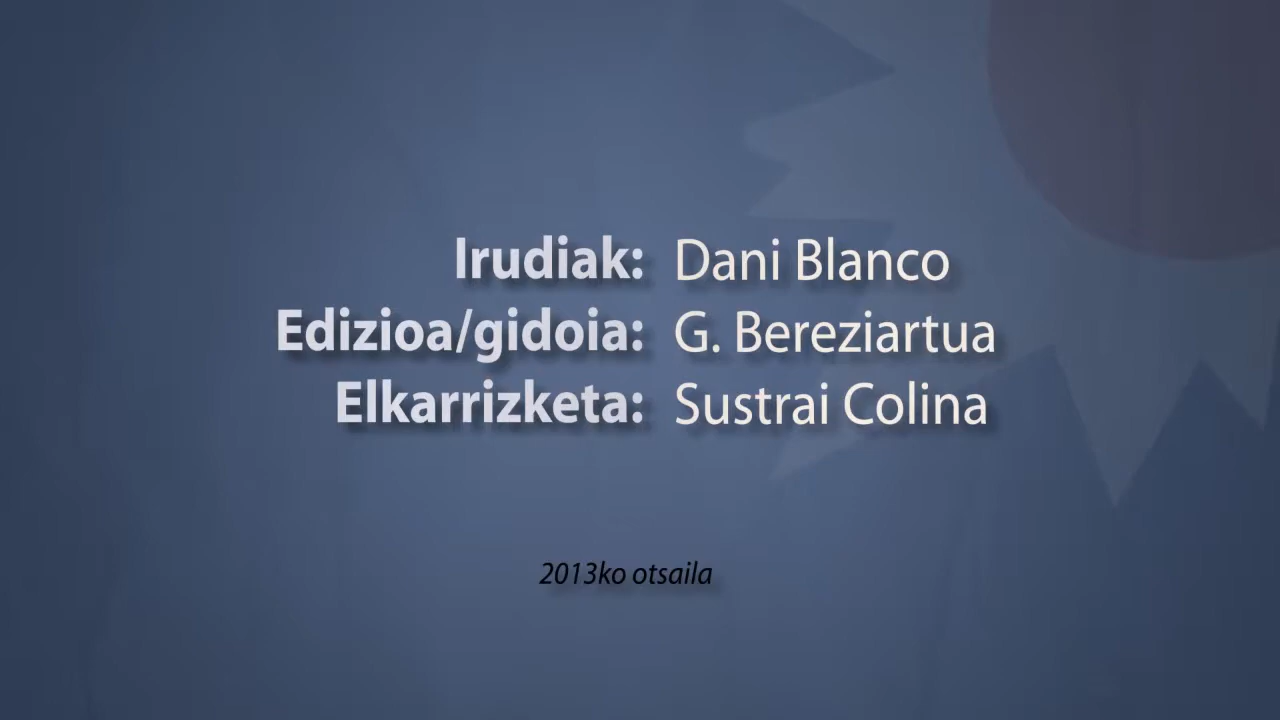 Irudiak: Dani Blanco
Edizioa/gidoia: G. Bereziartua
Elkarrizketa: Sustrai Colina
2013ko otsaila